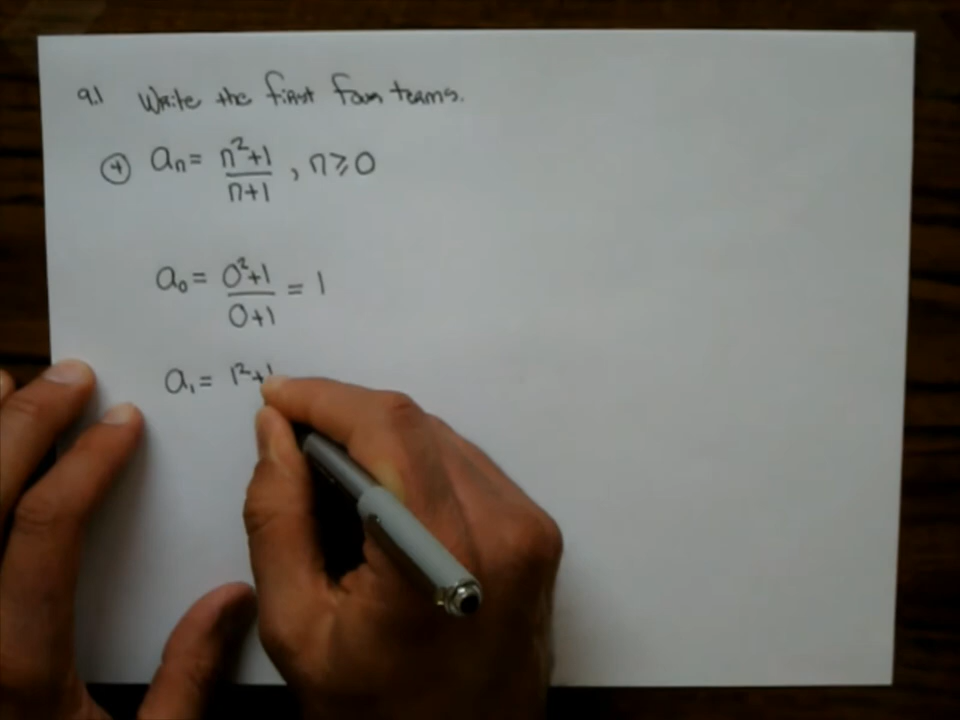 9.1 Write the first four terms.
④ aₙ = n²+1 / n+1 , n ≥ 0
a₀ = 0²+1 / 0+1 = 1
a₁ = 1²+1